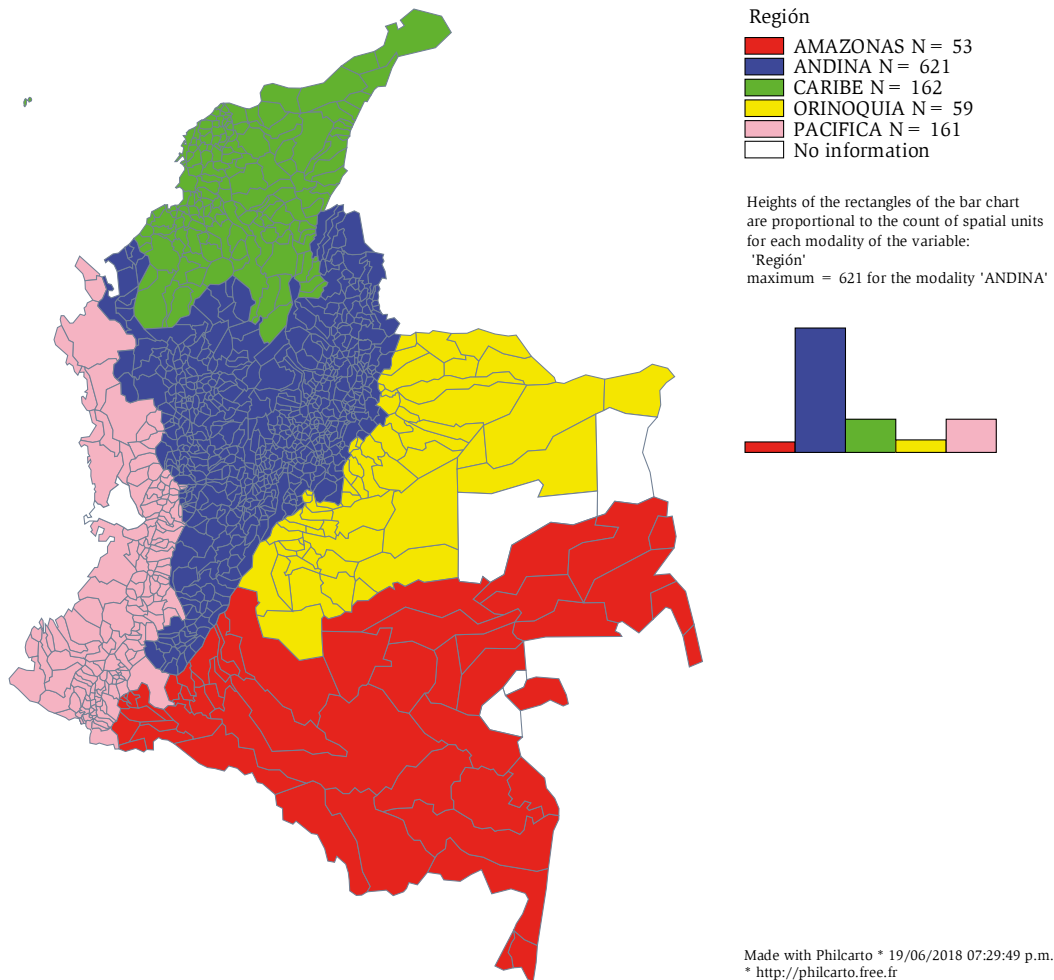 Región
AMAZONAS N = 53
ANDINA N = 621
CARIBE N = 162
ORINOQUIA N = 59
PACIFICA N = 161
No information
Heights of the rectangles of the bar chart
are proportional to the count of spatial units
for each modality of the variable:
'Región'
maximum = 621 for the modality 'ANDINA'
Made with Philcarto * 19/06/2018 07:29:49 p.m.
* http://philcarto.free.fr